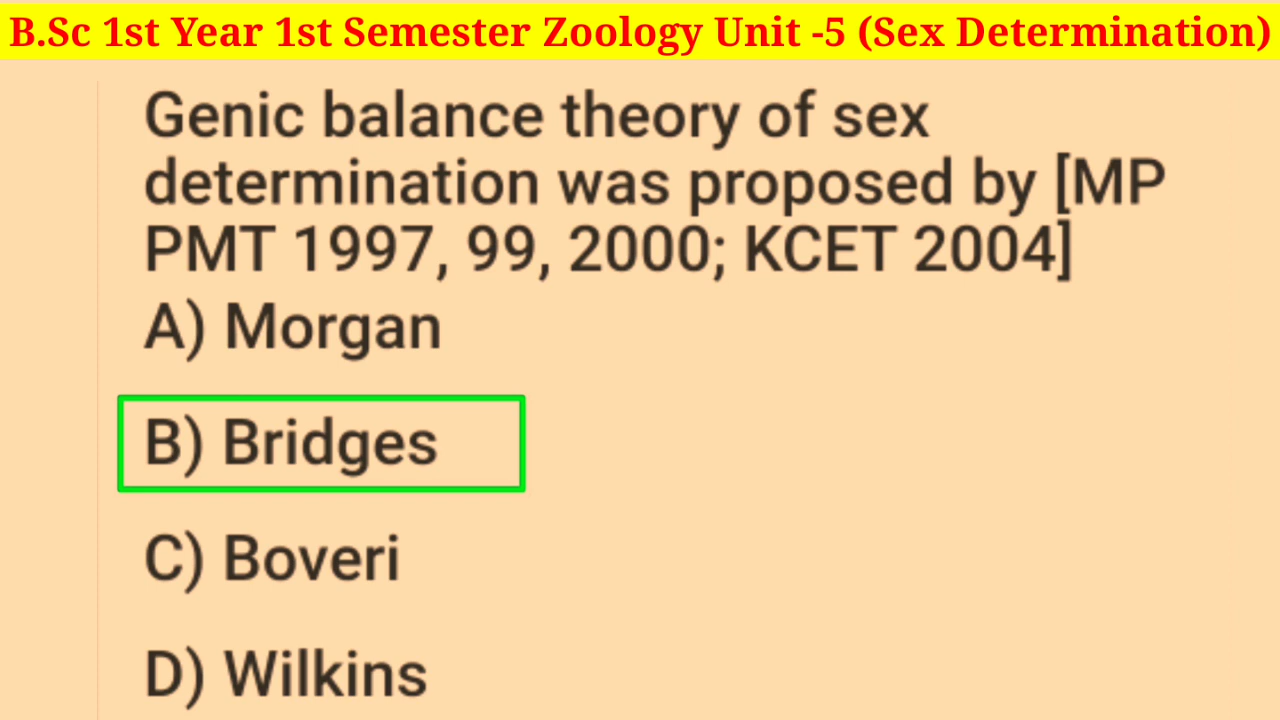 B.Sc 1st Year 1st Semester Zoology Unit -5 (Sex Determination)
Genic balance theory of sex
determination was proposed by [MP
PMT 1997, 99, 2000; KCET 2004]
A) Morgan
B) Bridges
C) Boveri
D) Wilkins